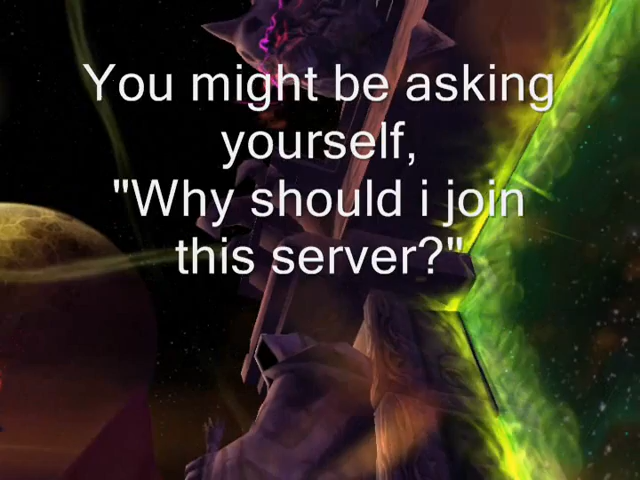 You might be asking
yourself,
"Why should i join
this server?"